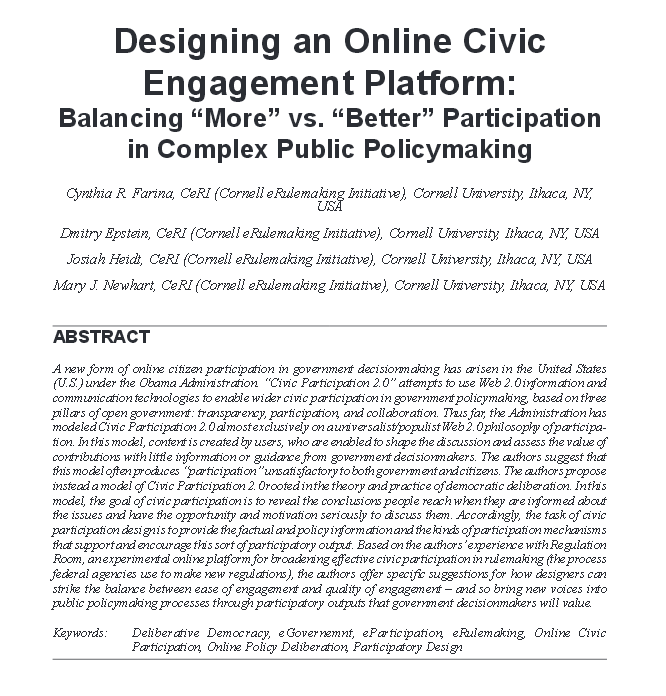 Designing an Online Civic
Engagement Platform:
Balancing “More” vs. “Better” Participation
in Complex Public Policymaking
Cynthia R. Farina, CeRI (Cornell eRulemaking Initiative), Cornell University, Ithaca, NY,
USA
Dmitry Epstein, CeRI (Cornell eRulemaking Initiative), Cornell University, Ithaca, NY, USA
Josiah Heidt, CeRI (Cornell eRulemaking Initiative), Cornell University, Ithaca, NY, USA
Mary J. Newhart, CeRI (Cornell eRulemaking Initiative), Cornell University, Ithaca, NY, USA
ABSTRACT
A new form of online citizen participation in government decisionmaking has arisen in the United States
(U.S.) under the Obama Administration. “Civic Participation 2.0” attempts to use Web 2.0 information and
communication technologies to enable wider civic participation in government policymaking, based on three
pillars of open government: transparency, participation, and collaboration. Thus far, the Administration has
modeled Civic Participation 2.0 almost exclusively on a universalist/populist Web 2.0 philosophy of participa-
tion. In this model, content is created by users, who are enabled to shape the discussion and assess the value of
contributions with little information or guidance from government decisionmakers. The authors suggest that
this model often produces “participation” unsatisfactory to both government and citizens. The authors propose
instead a model of Civic Participation 2.0 rooted in the theory and practice of democratic deliberation. In this
model, the goal of civic participation is to reveal the conclusions people reach when they are informed about
the issues and have the opportunity and motivation seriously to discuss them. Accordingly, the task of civic
participation design is to provide the factual and policy information and the kinds of participation mechanisms
that support and encourage this sort of participatory output. Based on the authors’ experience with Regulation
Room, an experimental online platform for broadening effective civic participation in rulemaking (the process
federal agencies use to make new regulations), the authors offer specific suggestions for how designers can
strike the balance between ease of engagement and quality of engagement – and so bring new voices into
public policymaking processes through participatory outputs that government decisionmakers will value.
Keywords: Deliberative Democracy, eGovernemnt, eParticipation, eRulemaking, Online Civic
Participation, Online Policy Deliberation, Participatory Design